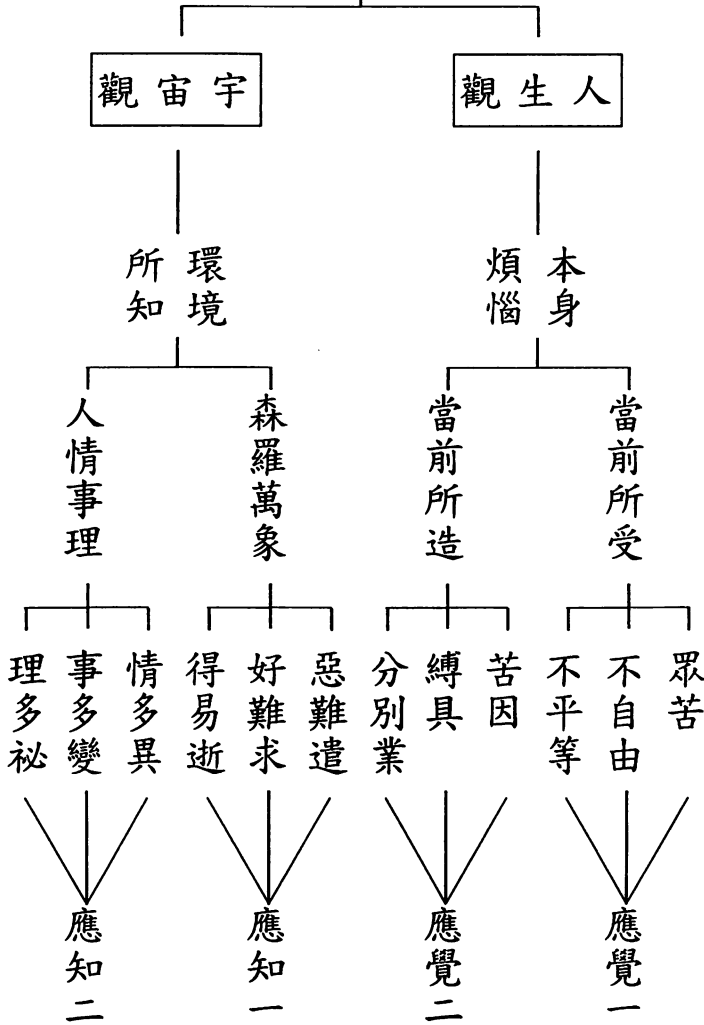 人生觀
宇宙觀
本身
煩惱
環境
所知
當前所受
當前所造
森羅萬象
人情事理
眾苦
不自由
不平等
苦因
縛具
分別業
惡難遣
好難求
得易逝
情多異
事多變
理多祕
應覺一
應覺二
應知一
應知二